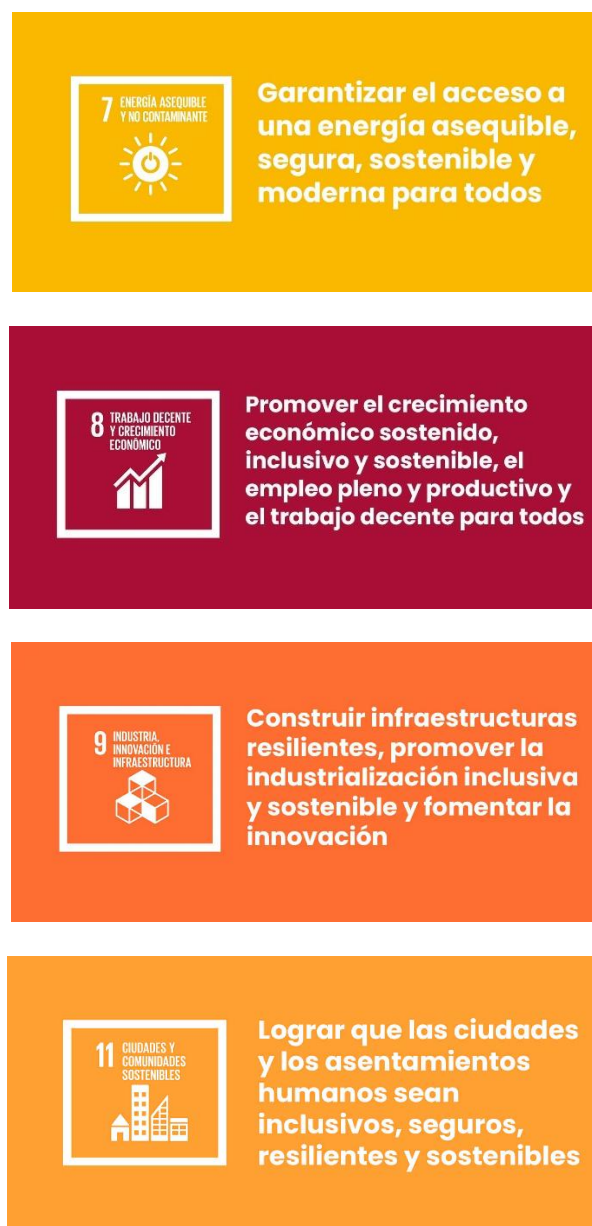 7 ENERGÍA ASEQUIBLE
Y NO CONTAMINANTE
Garantizar el acceso a
una energía asequible,
segura, sostenible y
moderna para todos
8 TRABAJO DECENTE
Y CRECIMIENTO
ECONÓMICO
Promover el crecimiento
económico sostenido,
inclusivo y sostenible, el
empleo pleno y productivo y
el trabajo decente para todos
9 INDUSTRIA,
INNOVACIÓN E
INFRAESTRUCTURA
Construir infraestructuras
resilientes, promover la
industrialización inclusiva
y sostenible y fomentar la
innovación
11 CIUDADES Y
COMUNIDADES
SOSTENIBLES
Lograr que las ciudades
y los asentamientos
humanos sean
inclusivos, seguros,
resilientes y sostenibles